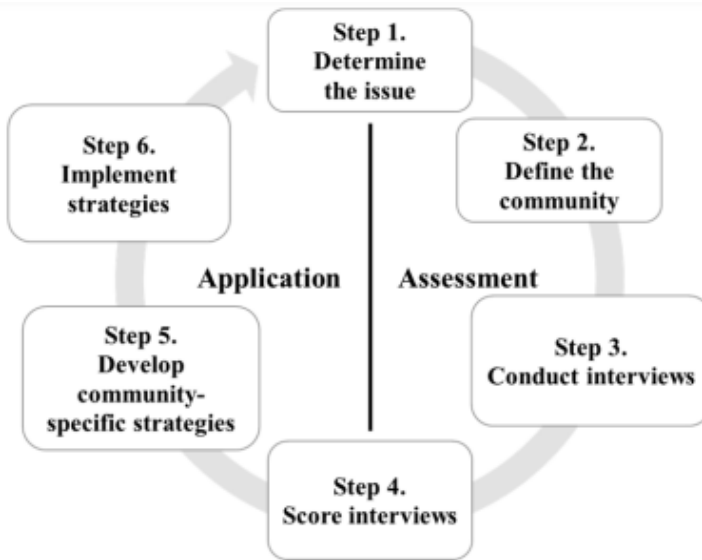 Step 1.
Determine
the issue
Step 2.
Define the
community
Step 3.
Conduct interviews
Step 4.
Score interviews
Step 5.
Develop
community-
specific strategies
Step 6.
Implement
strategies
Application
Assessment